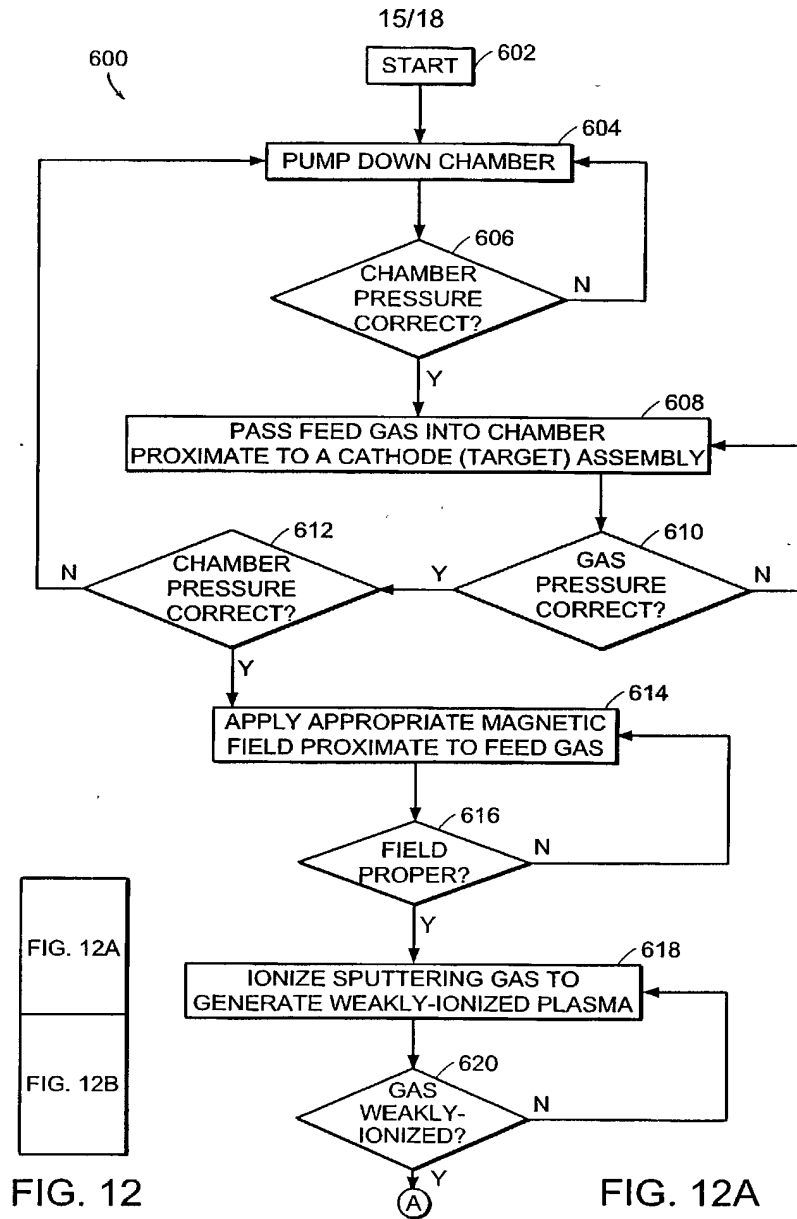 15/18
600
START
602
604
PUMP DOWN CHAMBER
606
CHAMBER
PRESSURE
CORRECT?
N
Y
608
PASS FEED GAS INTO CHAMBER
PROXIMATE TO A CATHODE (TARGET) ASSEMBLY
612
CHAMBER
PRESSURE
CORRECT?
N
Y
610
GAS
PRESSURE
CORRECT?
N
Y
614
APPLY APPROPRIATE MAGNETIC
FIELD PROXIMATE TO FEED GAS
616
FIELD
PROPER?
N
Y
618
IONIZE SPUTTERING GAS TO
GENERATE WEAKLY-IONIZED PLASMA
620
GAS
WEAKLY-
IONIZED?
N
Y
A
FIG. 12A
FIG. 12B
FIG. 12
FIG. 12A